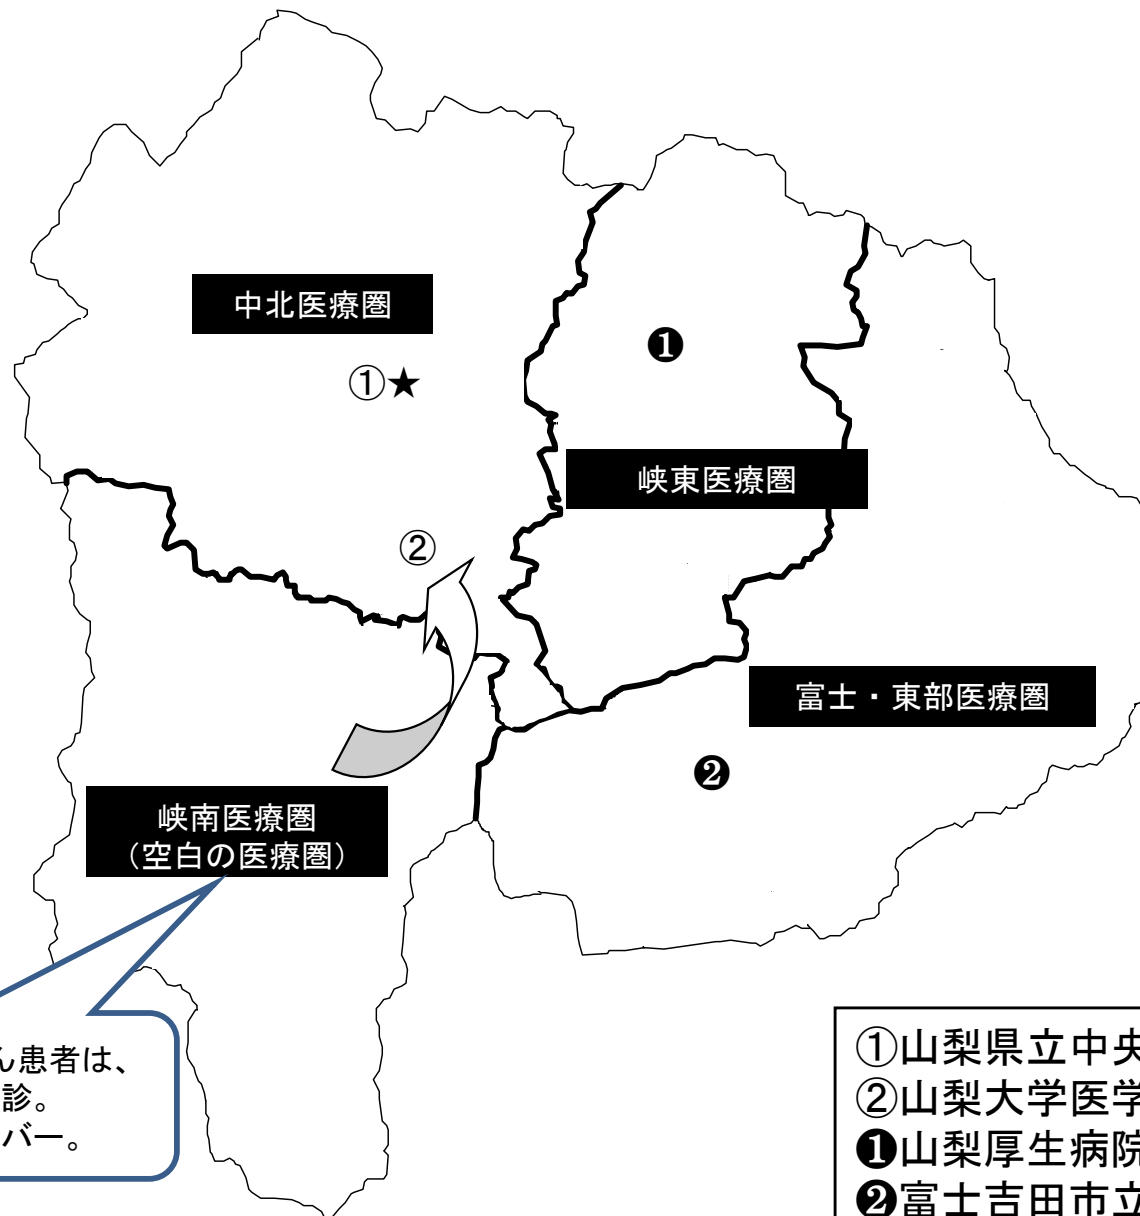 中北医療圏
①★
❶
峡東医療圏
②
富士・東部医療圏
❷
峡南医療圏
（空白の医療圏）
ん患者は、
診。
バー。
①山梨県立中央
②山梨大学医学
❶山梨厚生病院
❷富士吉田市立